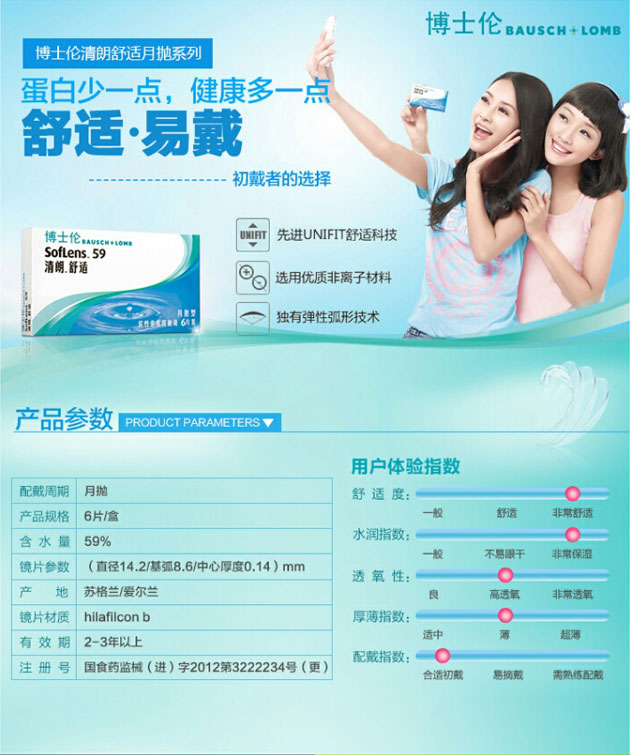 博士伦 BAUSCH+LOMB
博士伦清朗舒适月抛系列
蛋白少一点，健康多一点
舒适·易戴
初戴者的选择
UNIFIT 先进UNIFIT舒适科技
选用优质非离子材料
独有弹性弧形技术
博士伦 BAUSCH+LOMB
SofLens. 59
清朗.舒适
月抛型
6片装
产品参数 PRODUCT PARAMETERS
配戴周期 月抛
产品规格 6片/盒
含水量 59%
镜片参数 （直径14.2/基弧8.6/中心厚度0.14）mm
产地 苏格兰/爱尔兰
镜片材质 hilafilcon b
有效期 2-3年以上
注册号 国食药监械（进）字2012第3222234号（更）
用户体验指数
舒适度：
一般 舒适 非常舒适
水润指数：
一般 不易眼干 非常保湿
透氧性：
良 高透氧 非常透氧
厚薄指数：
适中 薄 超薄
配戴指数：
合适初戴 易摘戴 需熟练配戴